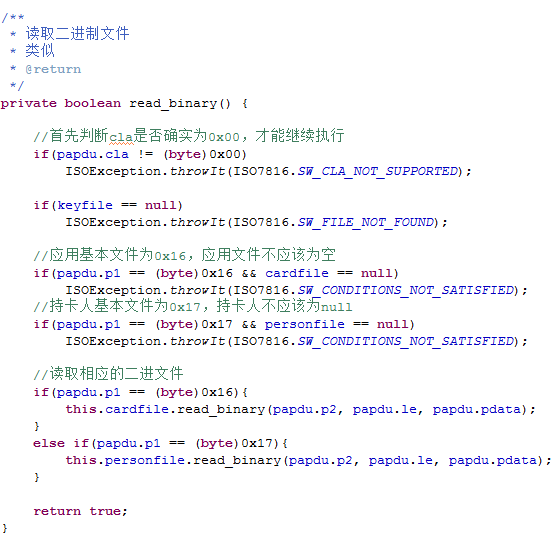 /**
 * 读取二进制文件
 * 类似
 * @return
 */
private boolean read_binary() {
    //首先判断cla是否确实为0x00，才能继续执行
    if(papdu.cla != (byte)0x00)
        ISOException.throwIt(ISO7816.SW_CLA_NOT_SUPPORTED);
    if(keyfile == null)
        ISOException.throwIt(ISO7816.SW_FILE_NOT_FOUND);
    //应用基本文件为0x16，应用文件不应该为空
    if(papdu.p1 == (byte)0x16 && cardfile == null)
        ISOException.throwIt(ISO7816.SW_CONDITIONS_NOT_SATISFIED);
    //持卡人基本文件为0x17，持卡人不应该为null
    if(papdu.p1 == (byte)0x17 && personfile == null)
        ISOException.throwIt(ISO7816.SW_CONDITIONS_NOT_SATISFIED);
    //读取相应的二进文件
    if(papdu.p1 == (byte)0x16){
        this.cardfile.read_binary(papdu.p2, papdu.le, papdu.pdata);
    }
    else if(papdu.p1 == (byte)0x17){
        this.personfile.read_binary(papdu.p2, papdu.le, papdu.pdata);
    }
    return true;
}